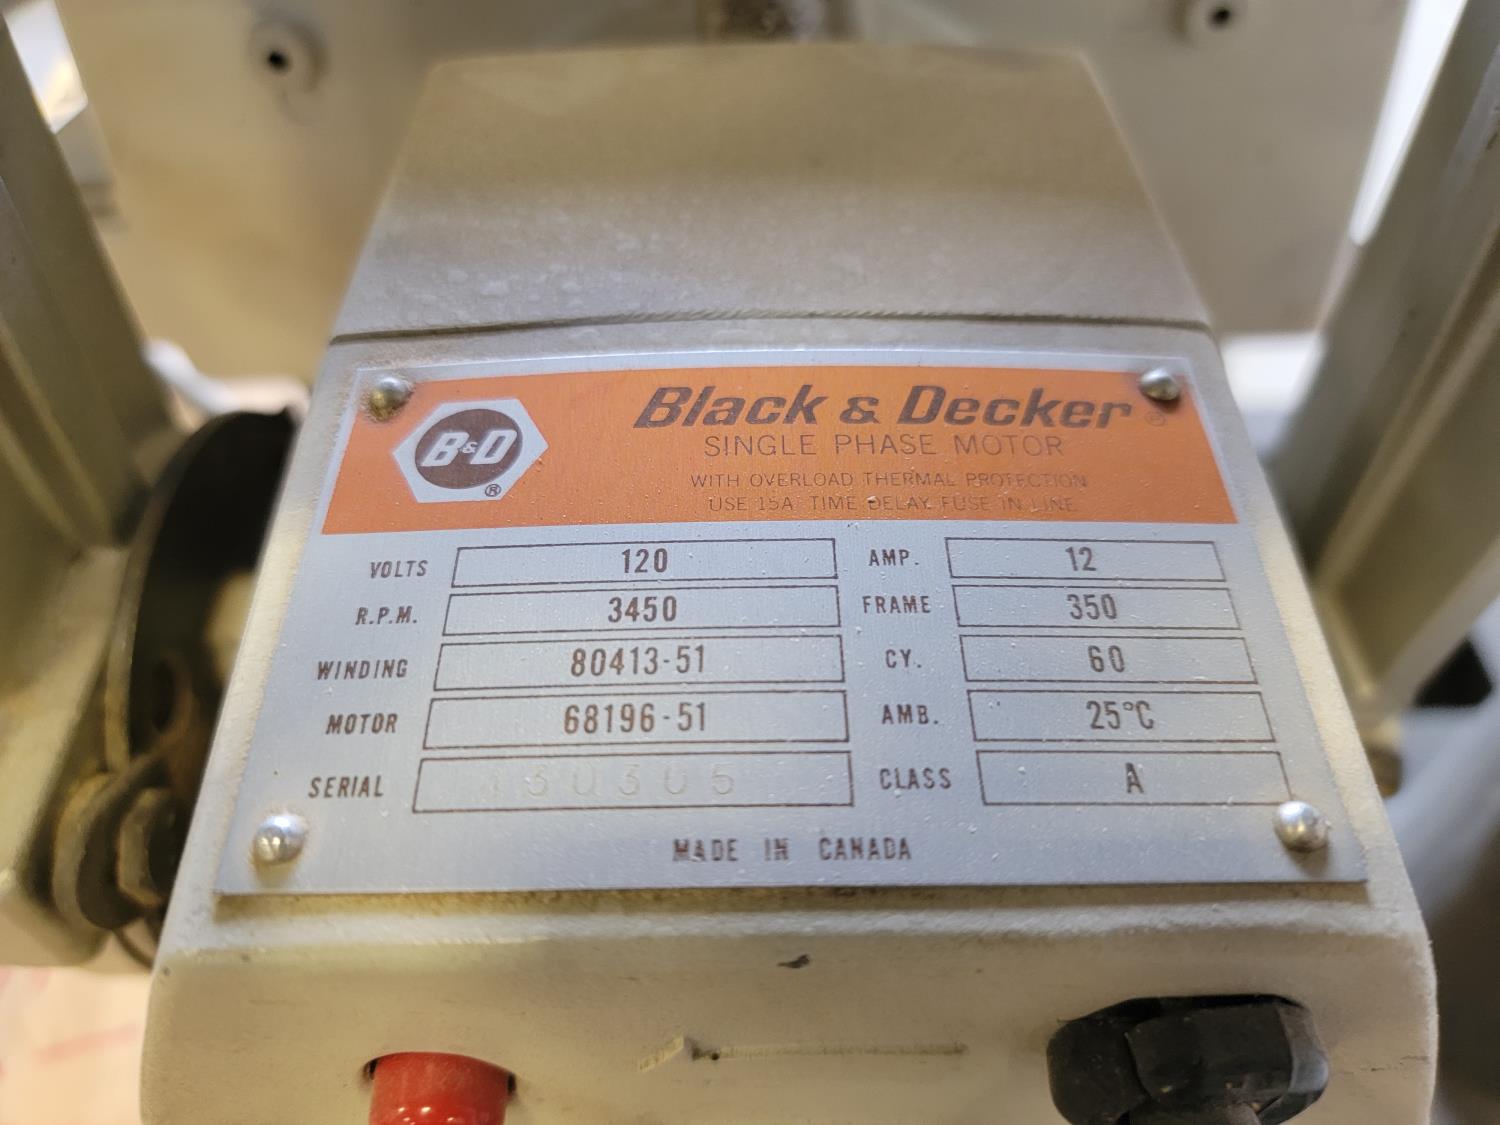 Black & Decker®
B&D®
SINGLE PHASE MOTOR
WITH OVERLOAD THERMAL PROTECTION
USE 15A TIME DELAY FUSE IN LINE
VOLTS 120 AMP. 12
R.P.M. 3450 FRAME 350
WINDING 80413-51 CY. 60
MOTOR 68196-51 AMB. 25°C
SERIAL 130305 CLASS A
MADE IN CANADA